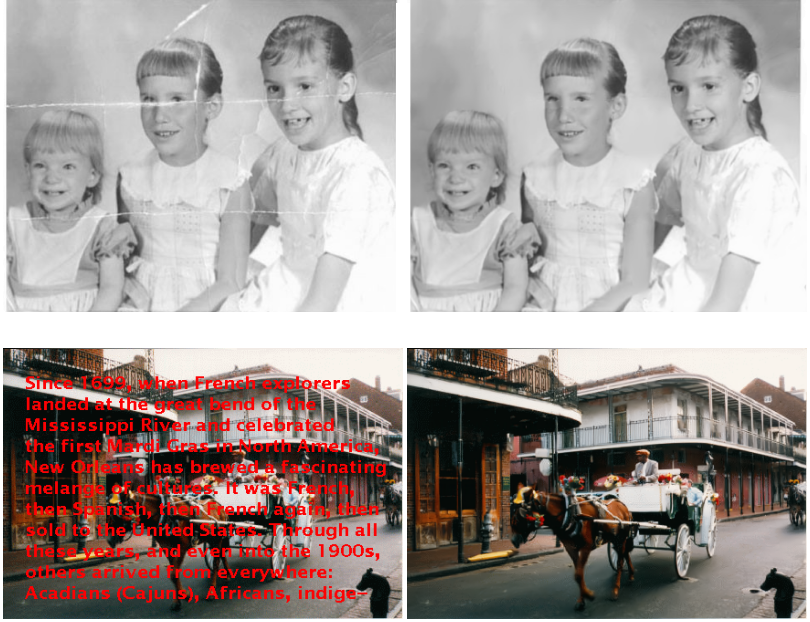 Since 1699, when French explorers
landed at the great bend of the
Mississippi River and celebrated
the first Mardi Gras in North America,
New Orleans has brewed a fascinating
melange of cultures. It was French,
then Spanish, then French again, then
sold to the United States. Through all
these years, and even into the 1900s,
others arrived from everywhere:
Acadians (Cajuns), Africans, indige-